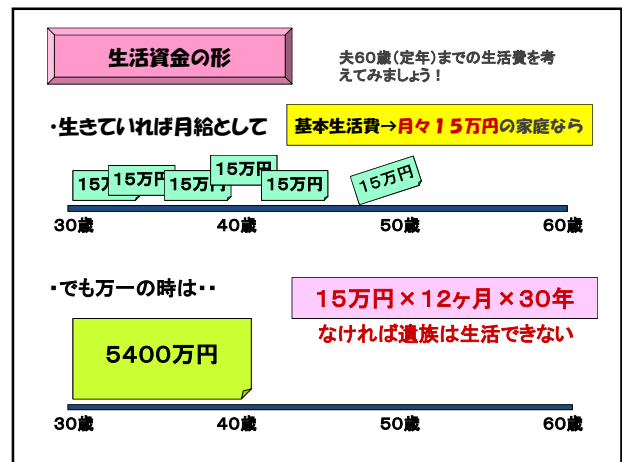 生活資金の形
夫60歳(定年)までの生活費を考
えてみましょう！
・生きていれば月給として
基本生活費→月々15万円の家庭なら
15万
15万円
15万円
15万円
15万円
15万円
30歳
40歳
50歳
60歳
・でも万一の時は・・
15万円×12ヶ月×30年
なければ遺族は生活できない
5400万円
30歳
40歳
50歳
60歳